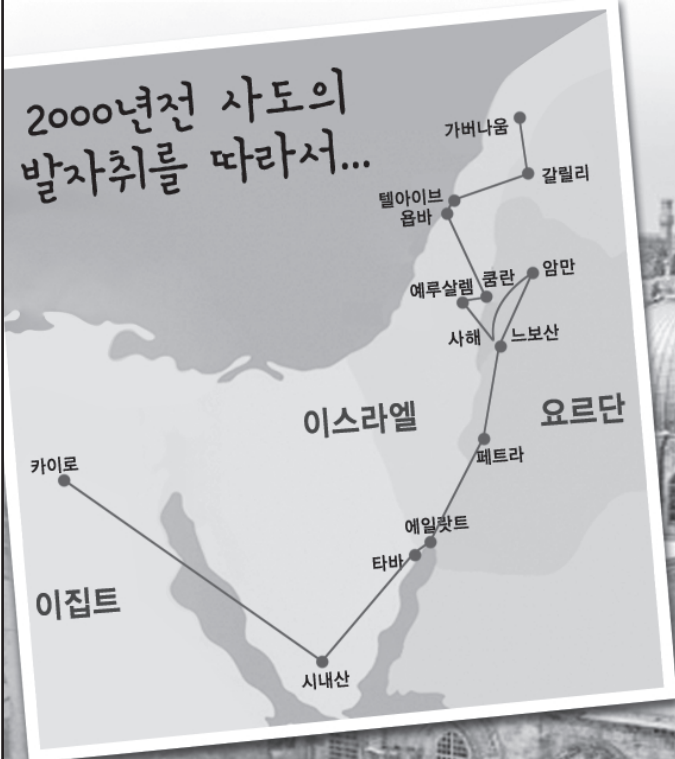 2000년전 사도의
발자취를 따라서...
가버나움
갈릴리
텔아이브
욥바
암만
쿰란
예루살렘
사해
느보산
이스라엘
요르단
페트라
카이로
에일랏트
타바
이집트
시내산